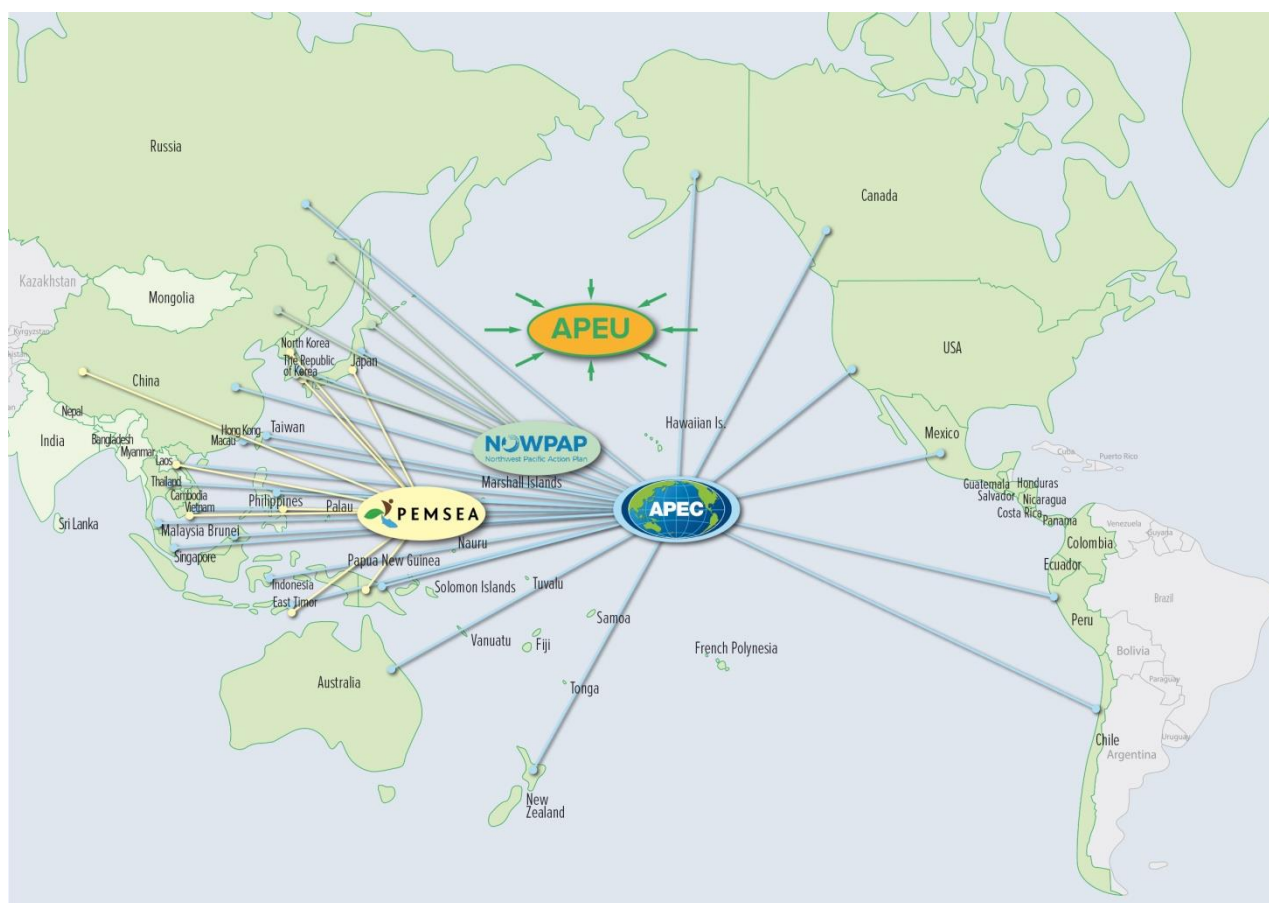 Russia
Canada
Kazakhstan
Mongolia
Kyrgyzstan
APEU
North Korea
The Republic
of Korea
Japan
USA
China
Nepal
Hong Kong
Macau
Taiwan
Hawaiian Is.
Mexico
Cuba
Puerto Rico
India
Bangladesh
Myanmar
Laos
NOWPAP
Northwest Pacific Action Plan
Marshall Islands
Guatemala
Honduras
Salvador
Nicaragua
Costa Rica
Panama
Thailand
Cambodia
Vietnam
Philippines
Palau
PEMSEA
APEC
Venezuela
Guyana
Colombia
Ecuador
Sri Lanka
Malaysia
Brunei
Singapore
Nauru
Papua New Guinea
Indonesia
East Timor
Solomon Islands
Tuvalu
Samoa
Brazil
Peru
Vanuatu
Fiji
French Polynesia
Bolivia
Australia
Tonga
Paraguay
Chile
Uruguay
Argentina
New
Zealand